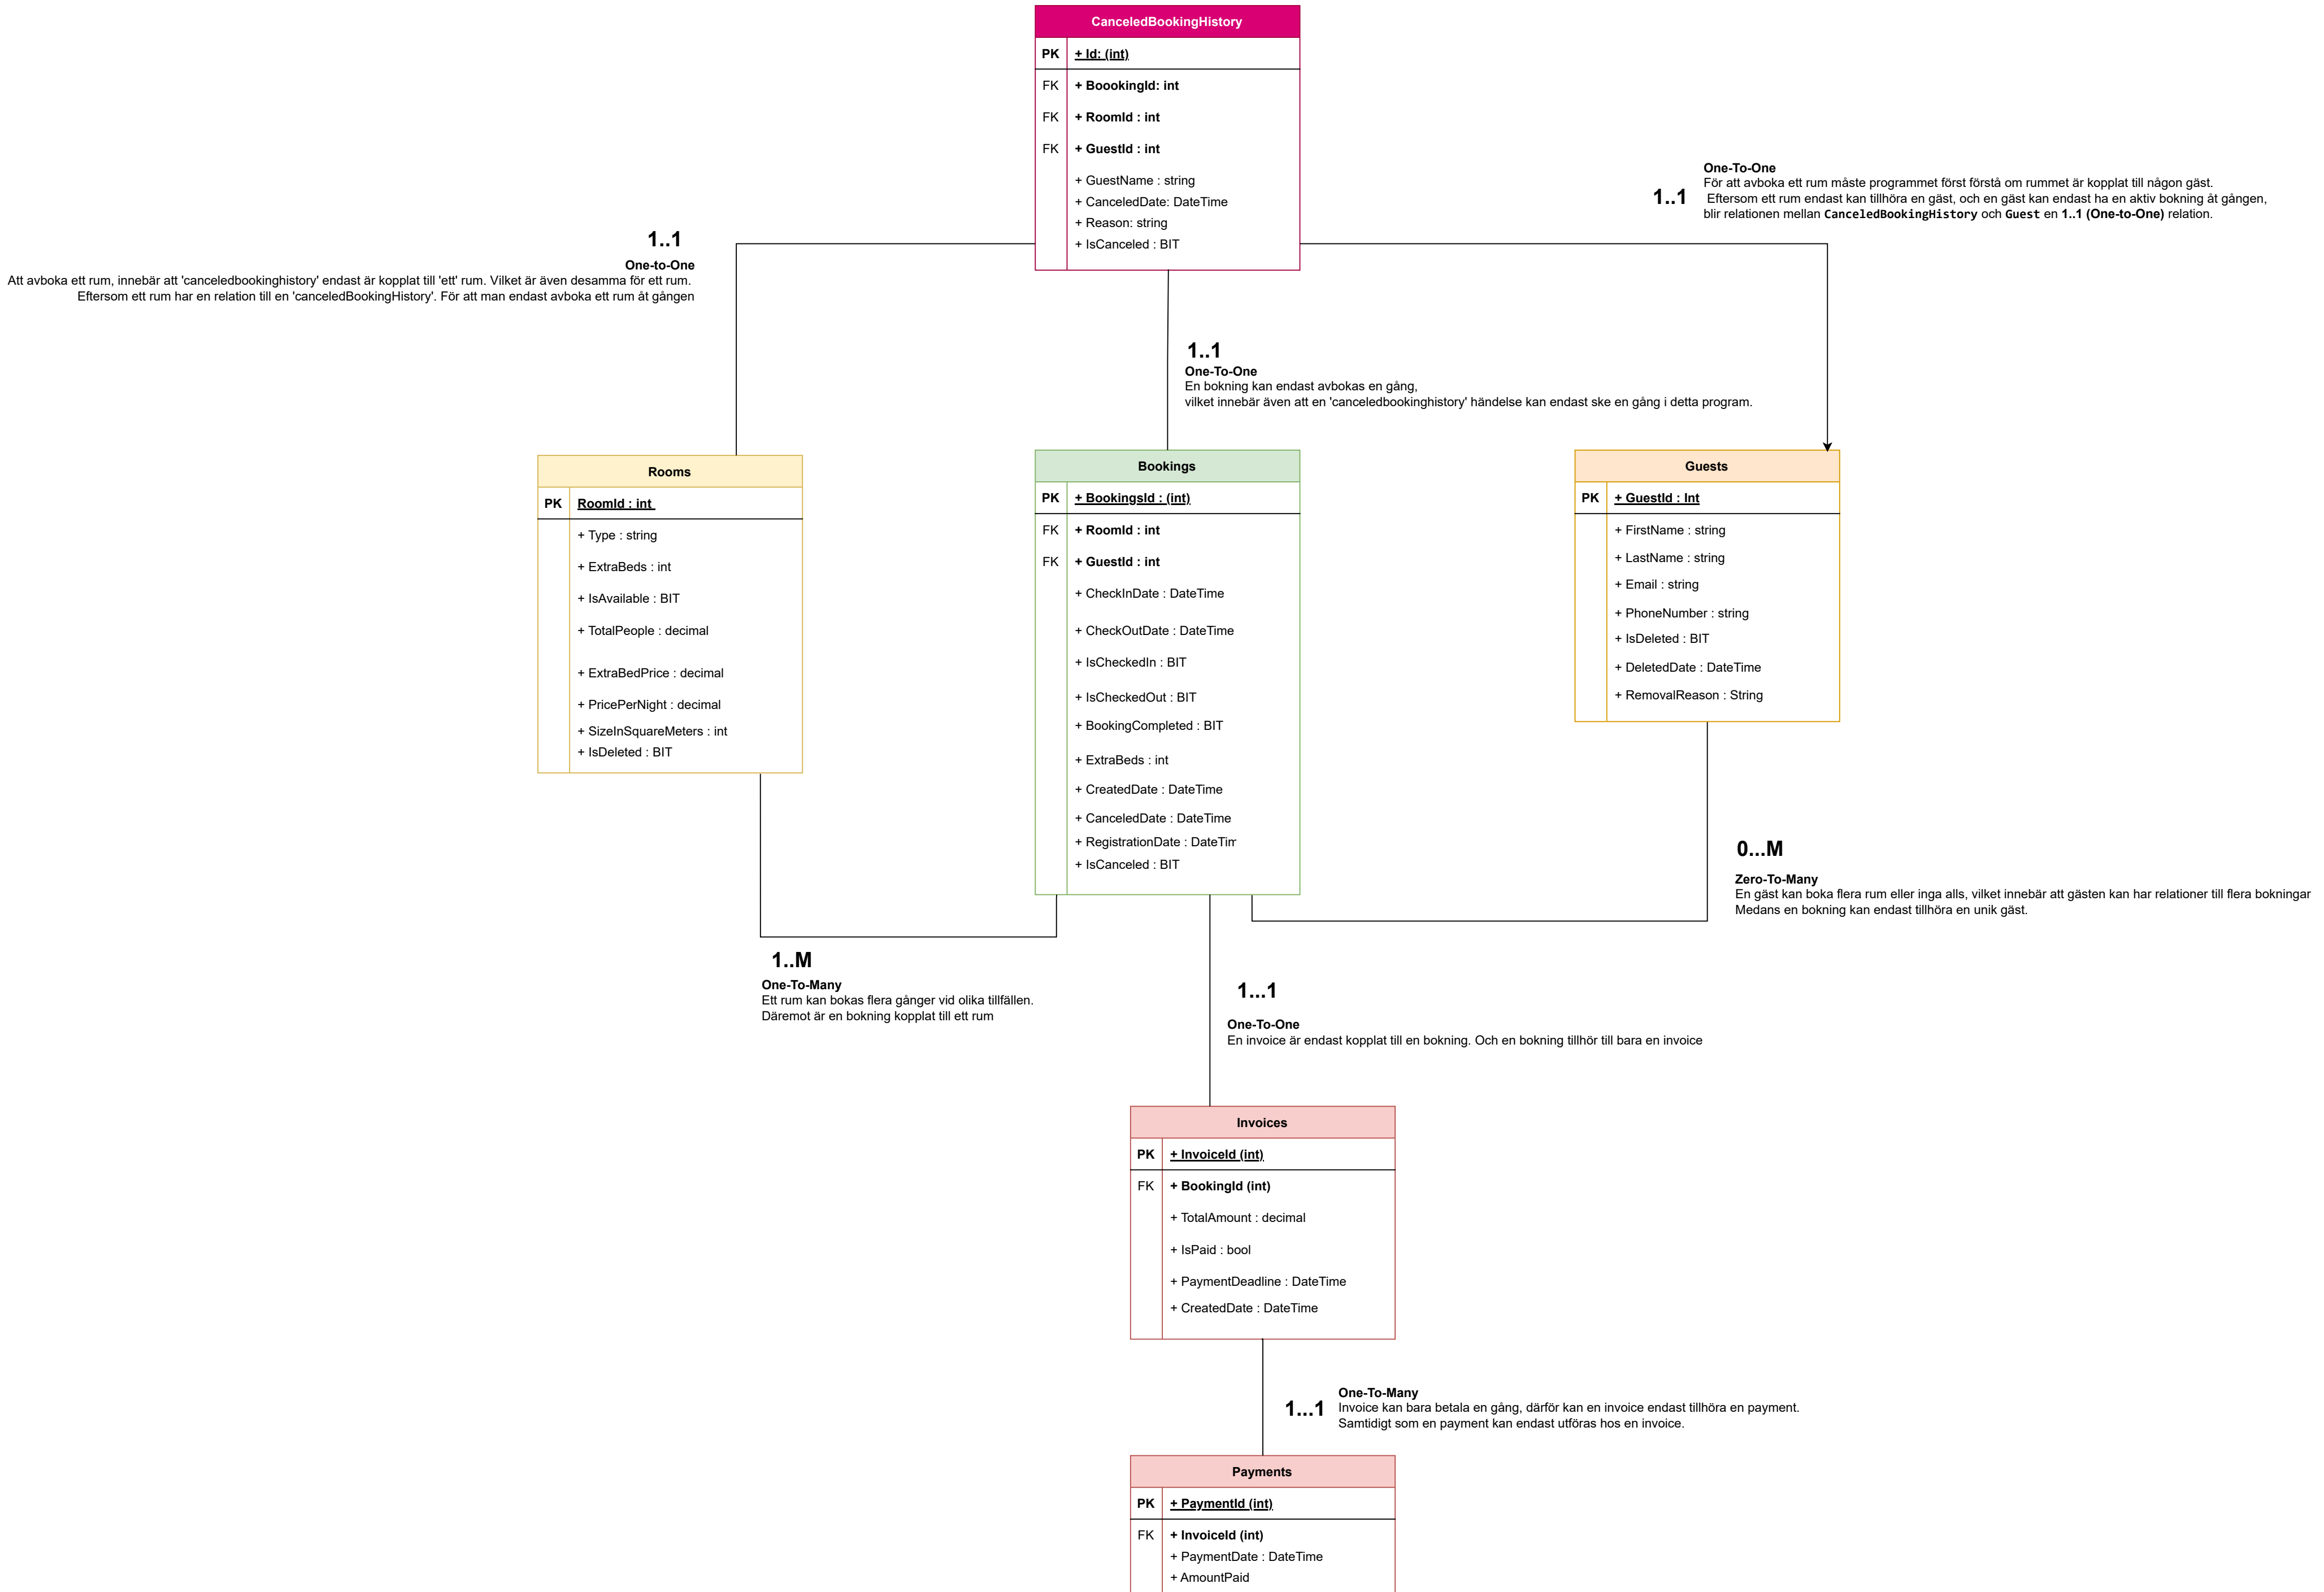 CanceledBookingHistory
PK + Id: (int)
FK + BoookingId: int
FK + RoomId : int
FK + GuestId : int
+ GuestName : string
+ CanceledDate: DateTime
+ Reason: string
+ IsCanceled : BIT
One-To-One
1..1 För att avboka ett rum måste programmet först förstå om rummet är kopplat till någon gäst.
Eftersom ett rum endast kan tillhöra en gäst, och en gäst kan endast ha en aktiv bokning åt gången,
blir relationen mellan CanceledBookingHistory och Guest en 1..1 (One-to-One) relation.
1..1
One-to-One
Att avboka ett rum, innebär att 'canceledbookinghistory' endast är kopplat till 'ett' rum. Vilket är även desamma för ett rum.
Eftersom ett rum har en relation till en 'canceledBookingHistory'. För att man endast avboka ett rum åt gången
1..1
One-To-One
En bokning kan endast avbokas en gång,
vilket innebär även att en 'canceledbookinghistory' händelse kan endast ske en gång i detta program.
Rooms
PK RoomId : int
+ Type : string
+ ExtraBeds : int
+ IsAvailable : BIT
+ TotalPeople : decimal
+ ExtraBedPrice : decimal
+ PricePerNight : decimal
+ SizeInSquareMeters : int
+ IsDeleted : BIT
Bookings
PK + BookingsId : (int)
FK + RoomId : int
FK + GuestId : int
+ CheckInDate : DateTime
+ CheckOutDate : DateTime
+ IsCheckedIn : BIT
+ IsCheckedOut : BIT
+ BookingCompleted : BIT
+ ExtraBeds : int
+ CreatedDate : DateTime
+ CanceledDate : DateTime
+ RegistrationDate : DateTim
+ IsCanceled : BIT
Guests
PK + GuestId : Int
+ FirstName : string
+ LastName : string
+ Email : string
+ PhoneNumber : string
+ IsDeleted : BIT
+ DeletedDate : DateTime
+ RemovalReason : String
0...M
Zero-To-Many
En gäst kan boka flera rum eller inga alls, vilket innebär att gästen kan har relationer till flera bokningar
Medans en bokning kan endast tillhöra en unik gäst.
1..M
One-To-Many
Ett rum kan bokas flera gånger vid olika tillfällen.
Däremot är en bokning kopplat till ett rum
1...1
One-To-One
En invoice är endast kopplat till en bokning. Och en bokning tillhör till bara en invoice
Invoices
PK + InvoiceId (int)
FK + BookingId (int)
+ TotalAmount : decimal
+ IsPaid : bool
+ PaymentDeadline : DateTime
+ CreatedDate : DateTime
One-To-Many
1...1 Invoice kan bara betala en gång, därför kan en invoice endast tillhöra en payment.
Samtidigt som en payment kan endast utföras hos en invoice.
Payments
PK + PaymentId (int)
FK + InvoiceId (int)
+ PaymentDate : DateTime
+ AmountPaid